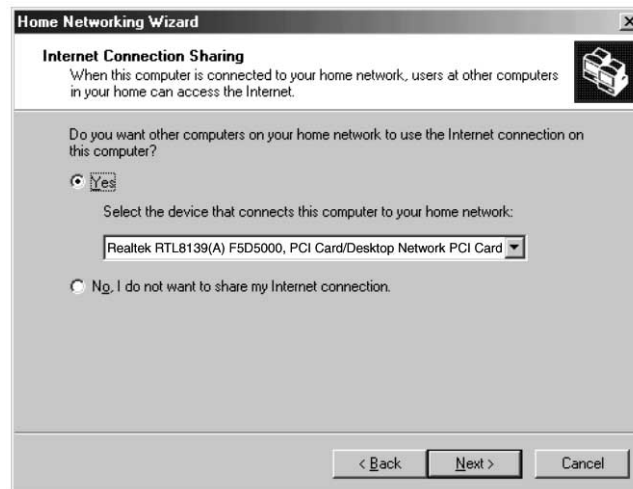 Home Networking Wizard
Internet Connection Sharing
When this computer is connected to your home network, users at other computers
in your home can access the Internet.
Do you want other computers on your home network to use the Internet connection on
this computer?
Yes
Select the device that connects this computer to your home network:
Realtek RTL8139(A) F5D5000, PCI Card/Desktop Network PCI Card
No, I do not want to share my Internet connection.
< Back
Next >
Cancel